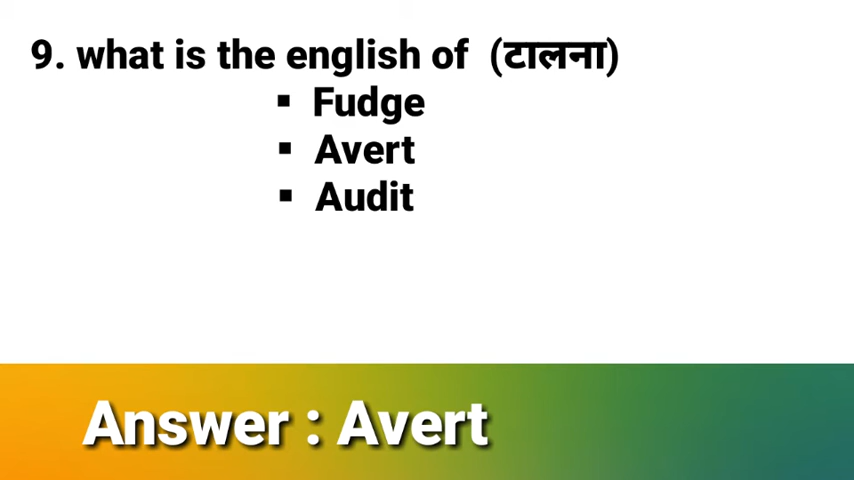 9. what is the english of (टालना)
▪ Fudge
▪ Avert
▪ Audit
Answer : Avert